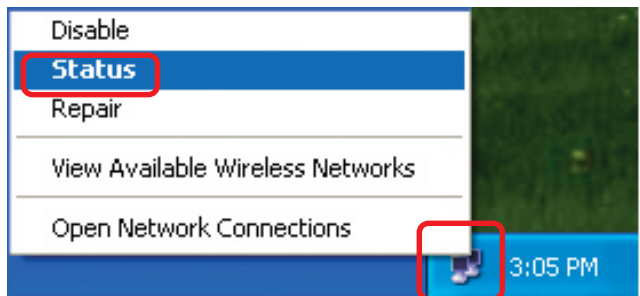 Disable
Status
Repair
View Available Wireless Networks
Open Network Connections
3:05 PM